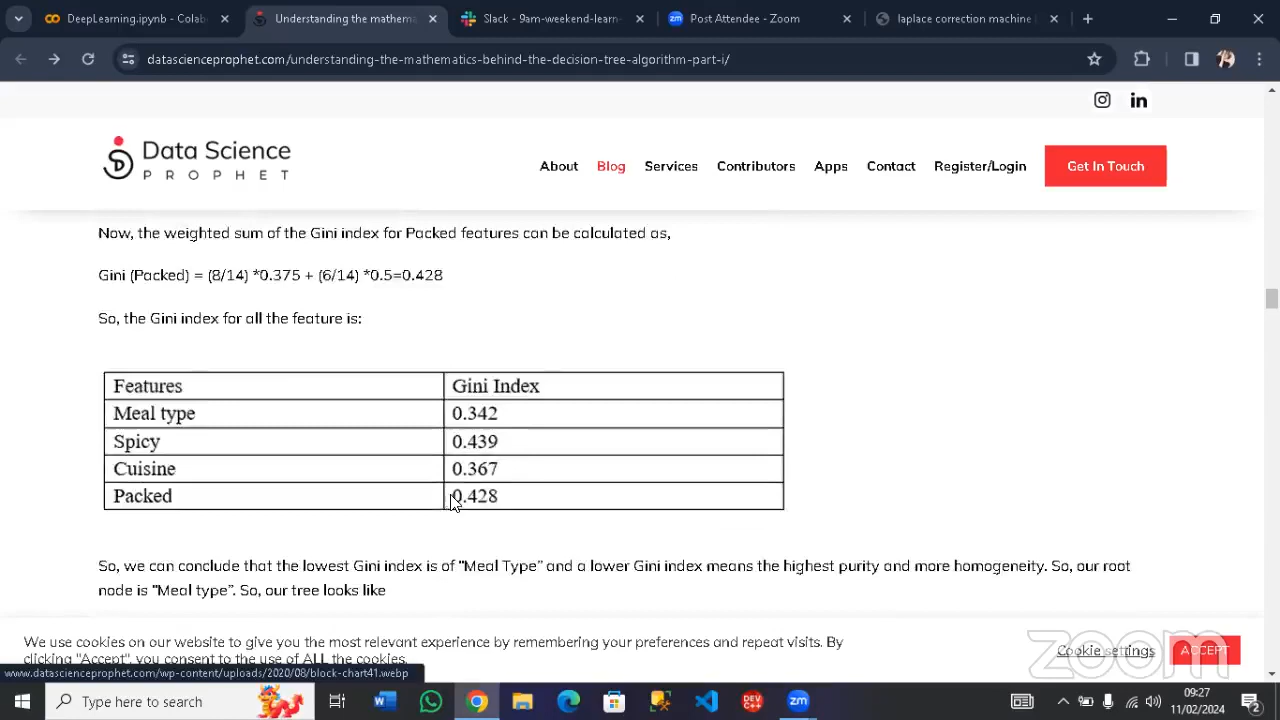 DeepLearning.ipynb - Colab
Understanding the mathema
Slack - 9am-weekend-learn-
Post Attendee - Zoom
laplace correction machine l
datascienceprophet.com/understanding-the-mathematics-behind-the-decision-tree-algorithm-part-i/
Data Science
PROPHET
About Blog Services Contributors Apps Contact Register/Login Get In Touch
Now, the weighted sum of the Gini index for Packed features can be calculated as,
Gini (Packed) = (8/14) *0.375 + (6/14) *0.5=0.428
So, the Gini index for all the feature is:
Features Gini Index
Meal type 0.342
Spicy 0.439
Cuisine 0.367
Packed 0.428
So, we can conclude that the lowest Gini index is of "Meal Type" and a lower Gini index means the highest purity and more homogeneity. So, our root
node is "Meal type". So, our tree looks like
We use cookies on our website to give you the most relevant experience by remembering your preferences and repeat visits. By
clicking "Accept", you consent to the use of ALL the cookies.
Cookie settings
ACCEPT
zoom
www.datascienceprophet.com/wp-content/uploads/2020/08/block-chart41.webp
Type here to search
DEV
C++
zm
09:27
11/02/2024
2